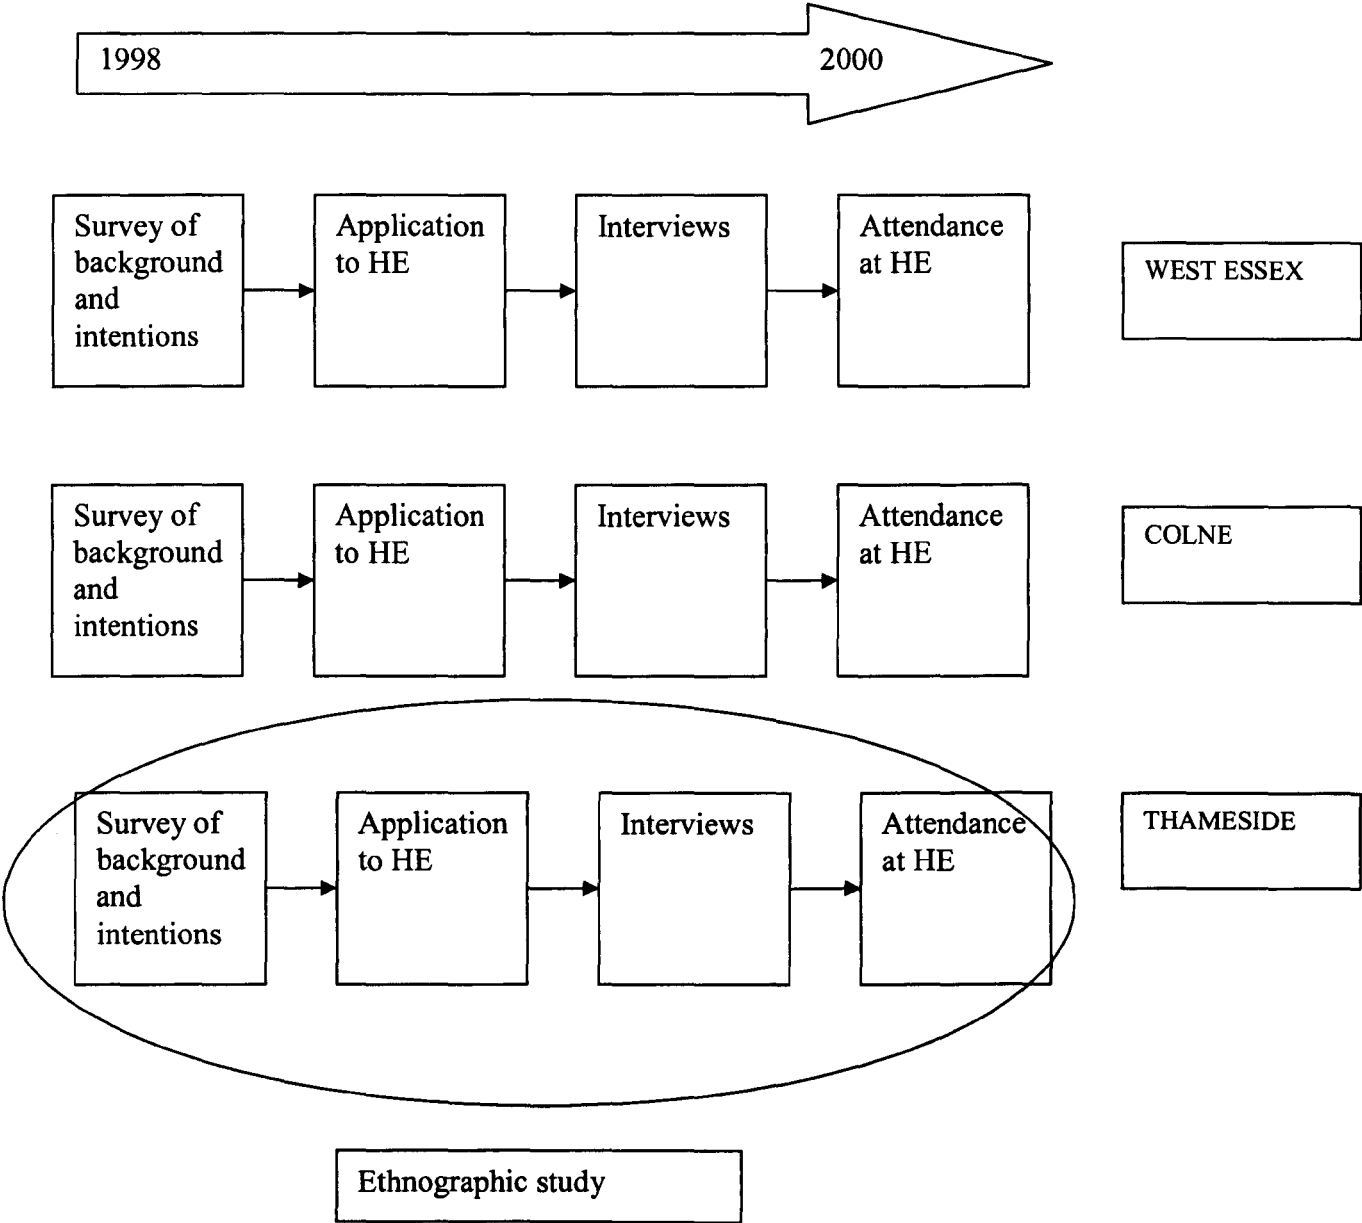 1998
2000
Survey of
background
and
intentions
Application
to HE
Interviews
Attendance
at HE
WEST ESSEX
Survey of
background
and
intentions
Application
to HE
Interviews
Attendance
at HE
COLNE
Survey of
background
and
intentions
Application
to HE
Interviews
Attendance
at HE
THAMESIDE
Ethnographic study